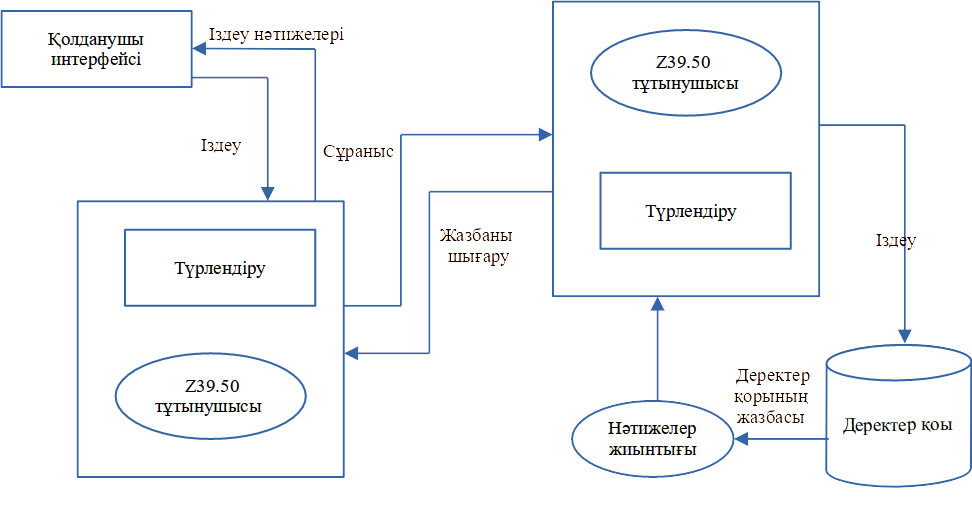 Қолданушы
интерфейсі
Іздеу нәтижелері
Z39.50
тұтынушысы
Іздеу
Сұраныс
Түрлендіру
Жазбаны
шығару
Іздеу
Түрлендіру
Z39.50
тұтынушысы
Деректер
қорының
жазбасы
Нәтижелер
жиынтығы
Деректер қоы